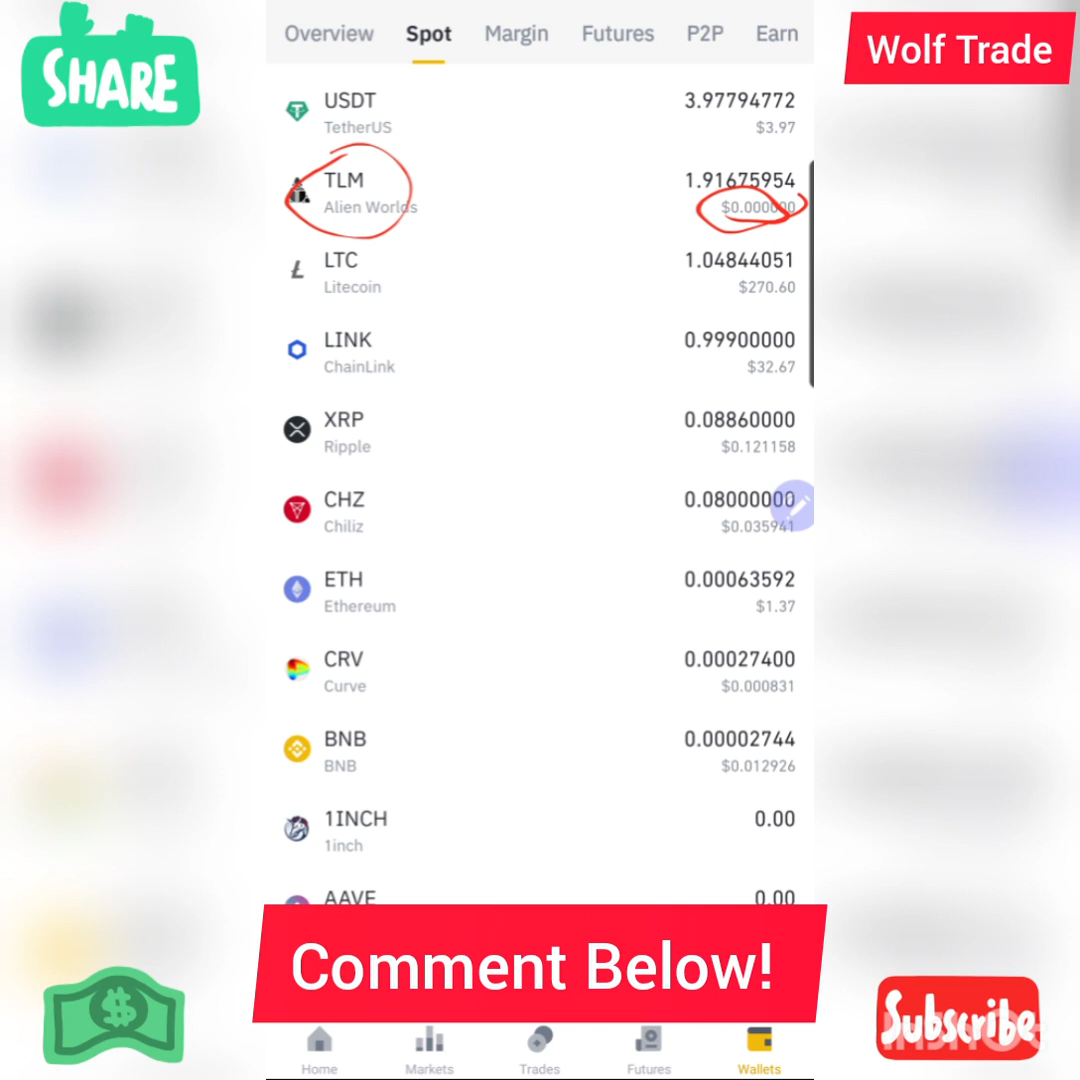 SHARE
Wolf Trade
Overview Spot Margin Futures P2P Earn
USDT 3.97794772
TetherUS $3.97
TLM 1.91675954
Alien Worlds $0.000000
LTC 1.04844051
Litecoin $270.60
LINK 0.99900000
ChainLink $32.67
XRP 0.08860000
Ripple $0.121158
CHZ 0.08000000
Chiliz $0.035941
ETH 0.00063592
Ethereum $1.37
CRV 0.00027400
Curve $0.000831
BNB 0.00002744
BNB $0.012926
1INCH 0.00
1inch
AAVE 0.00
Comment Below!
$
Subscribe
Home Markets Trades Futures Wallets